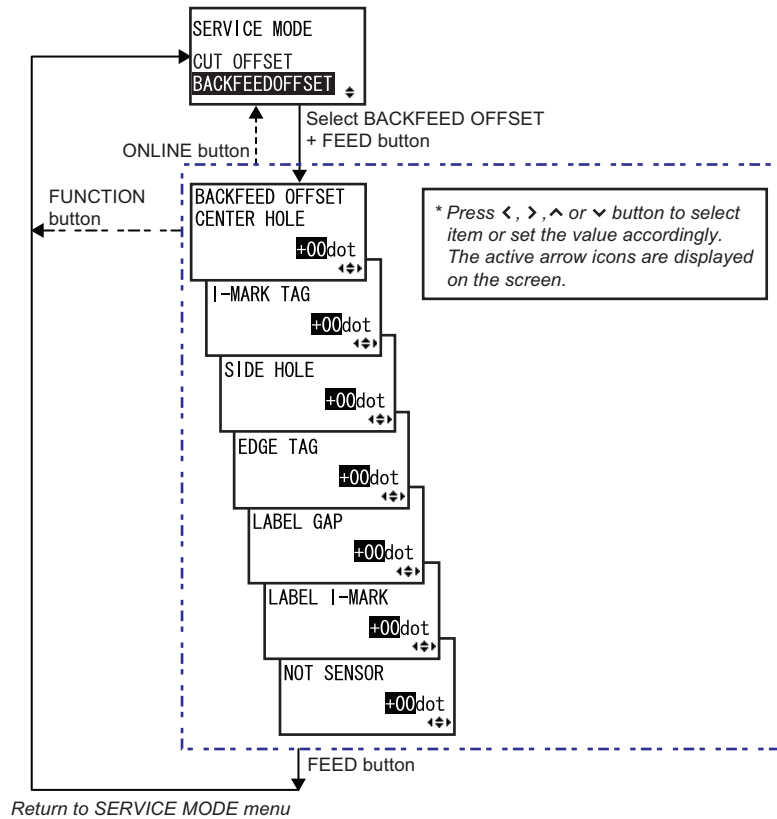 SERVICE MODE
CUT OFFSET
BACKFEEDOFFSET
Select BACKFEED OFFSET
+ FEED button
ONLINE button
FUNCTION
button
BACKFEED OFFSET
CENTER HOLE
+00dot
* Press <, >, ∧ or ∨ button to select
item or set the value accordingly.
The active arrow icons are displayed
on the screen.
I-MARK TAG
+00dot
SIDE HOLE
+00dot
EDGE TAG
+00dot
LABEL GAP
+00dot
LABEL I-MARK
+00dot
NOT SENSOR
+00dot
FEED button
Return to SERVICE MODE menu